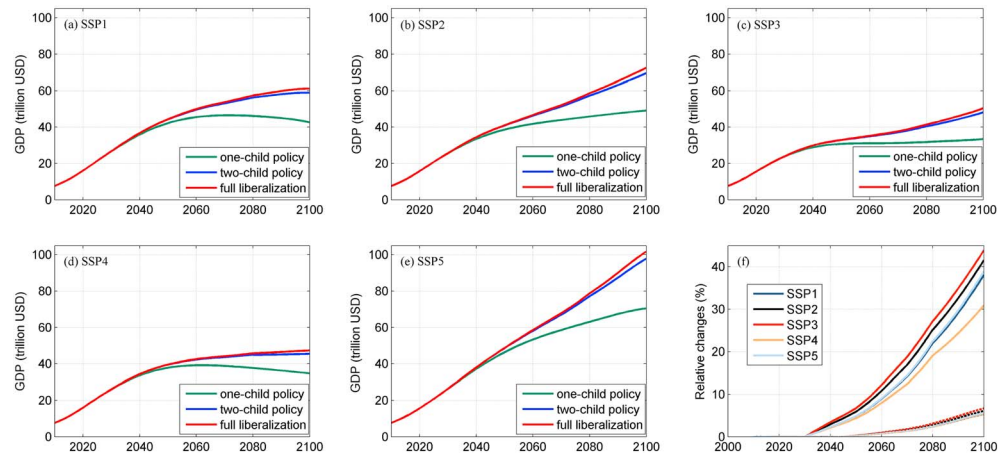 (a) SSP1
GDP (trillion USD)
100
80
60
40
20
0
one-child policy
two-child policy
full liberalization
2020 2040 2060 2080 2100
(b) SSP2
GDP (trillion USD)
100
80
60
40
20
0
one-child policy
two-child policy
full liberalization
2020 2040 2060 2080 2100
(c) SSP3
GDP (trillion USD)
100
80
60
40
20
0
one-child policy
two-child policy
full liberalization
2020 2040 2060 2080 2100
(d) SSP4
GDP (trillion USD)
100
80
60
40
20
0
one-child policy
two-child policy
full liberalization
2020 2040 2060 2080 2100
(e) SSP5
GDP (trillion USD)
100
80
60
40
20
0
one-child policy
two-child policy
full liberalization
2020 2040 2060 2080 2100
(f)
Relative changes (%)
40
30
20
10
0
SSP1
SSP2
SSP3
SSP4
SSP5
2000 2020 2040 2060 2080 2100